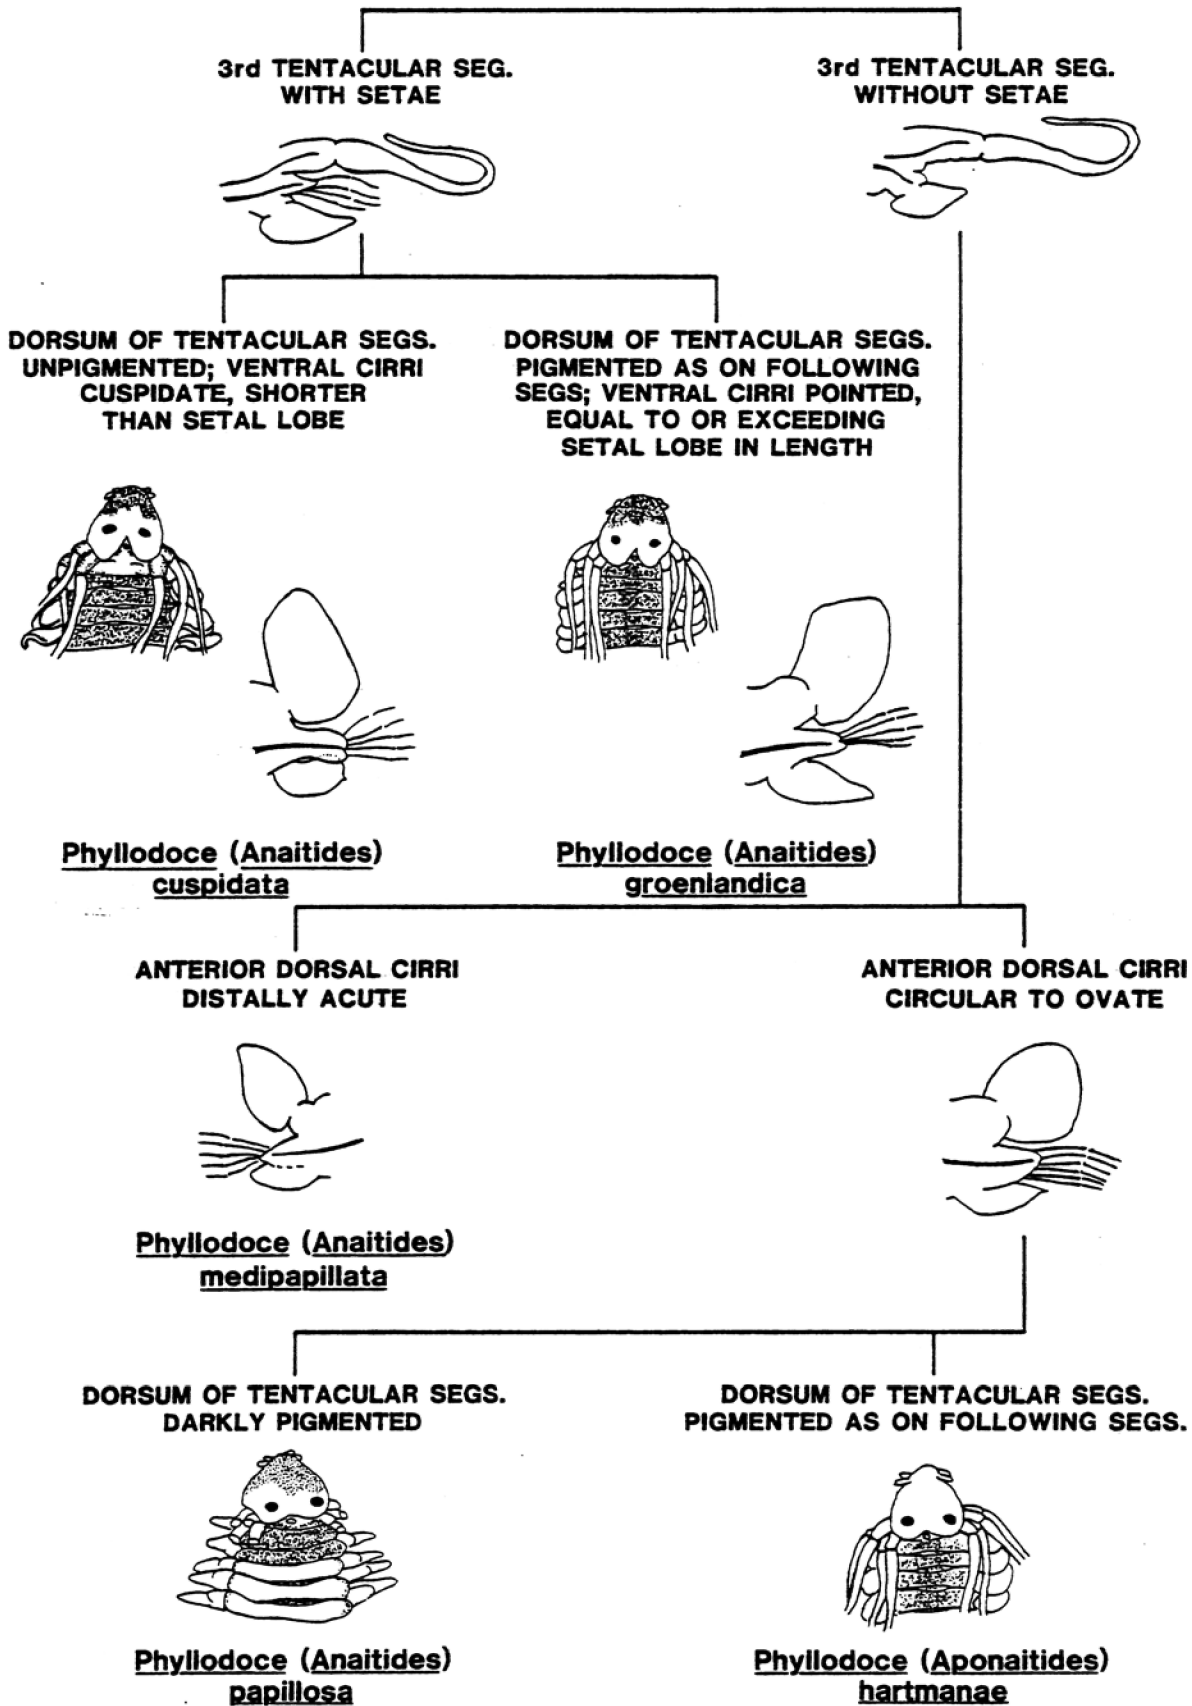 3rd TENTACULAR SEG.
WITH SETAE
3rd TENTACULAR SEG.
WITHOUT SETAE
DORSUM OF TENTACULAR SEGS.
UNPIGMENTED; VENTRAL CIRRI
CUSPIDATE, SHORTER
THAN SETAL LOBE
DORSUM OF TENTACULAR SEGS.
PIGMENTED AS ON FOLLOWING
SEGS; VENTRAL CIRRI POINTED,
EQUAL TO OR EXCEEDING
SETAL LOBE IN LENGTH
Phyllodoce (Anaitides)
cuspidata
Phyllodoce (Anaitides)
groenlandica
ANTERIOR DORSAL CIRRI
DISTALLY ACUTE
ANTERIOR DORSAL CIRRI
CIRCULAR TO OVATE
Phyllodoce (Anaitides)
medipapillata
DORSUM OF TENTACULAR SEGS.
DARKLY PIGMENTED
DORSUM OF TENTACULAR SEGS.
PIGMENTED AS ON FOLLOWING SEGS.
Phyllodoce (Anaitides)
papillosa
Phyllodoce (Aponaitides)
hartmanae